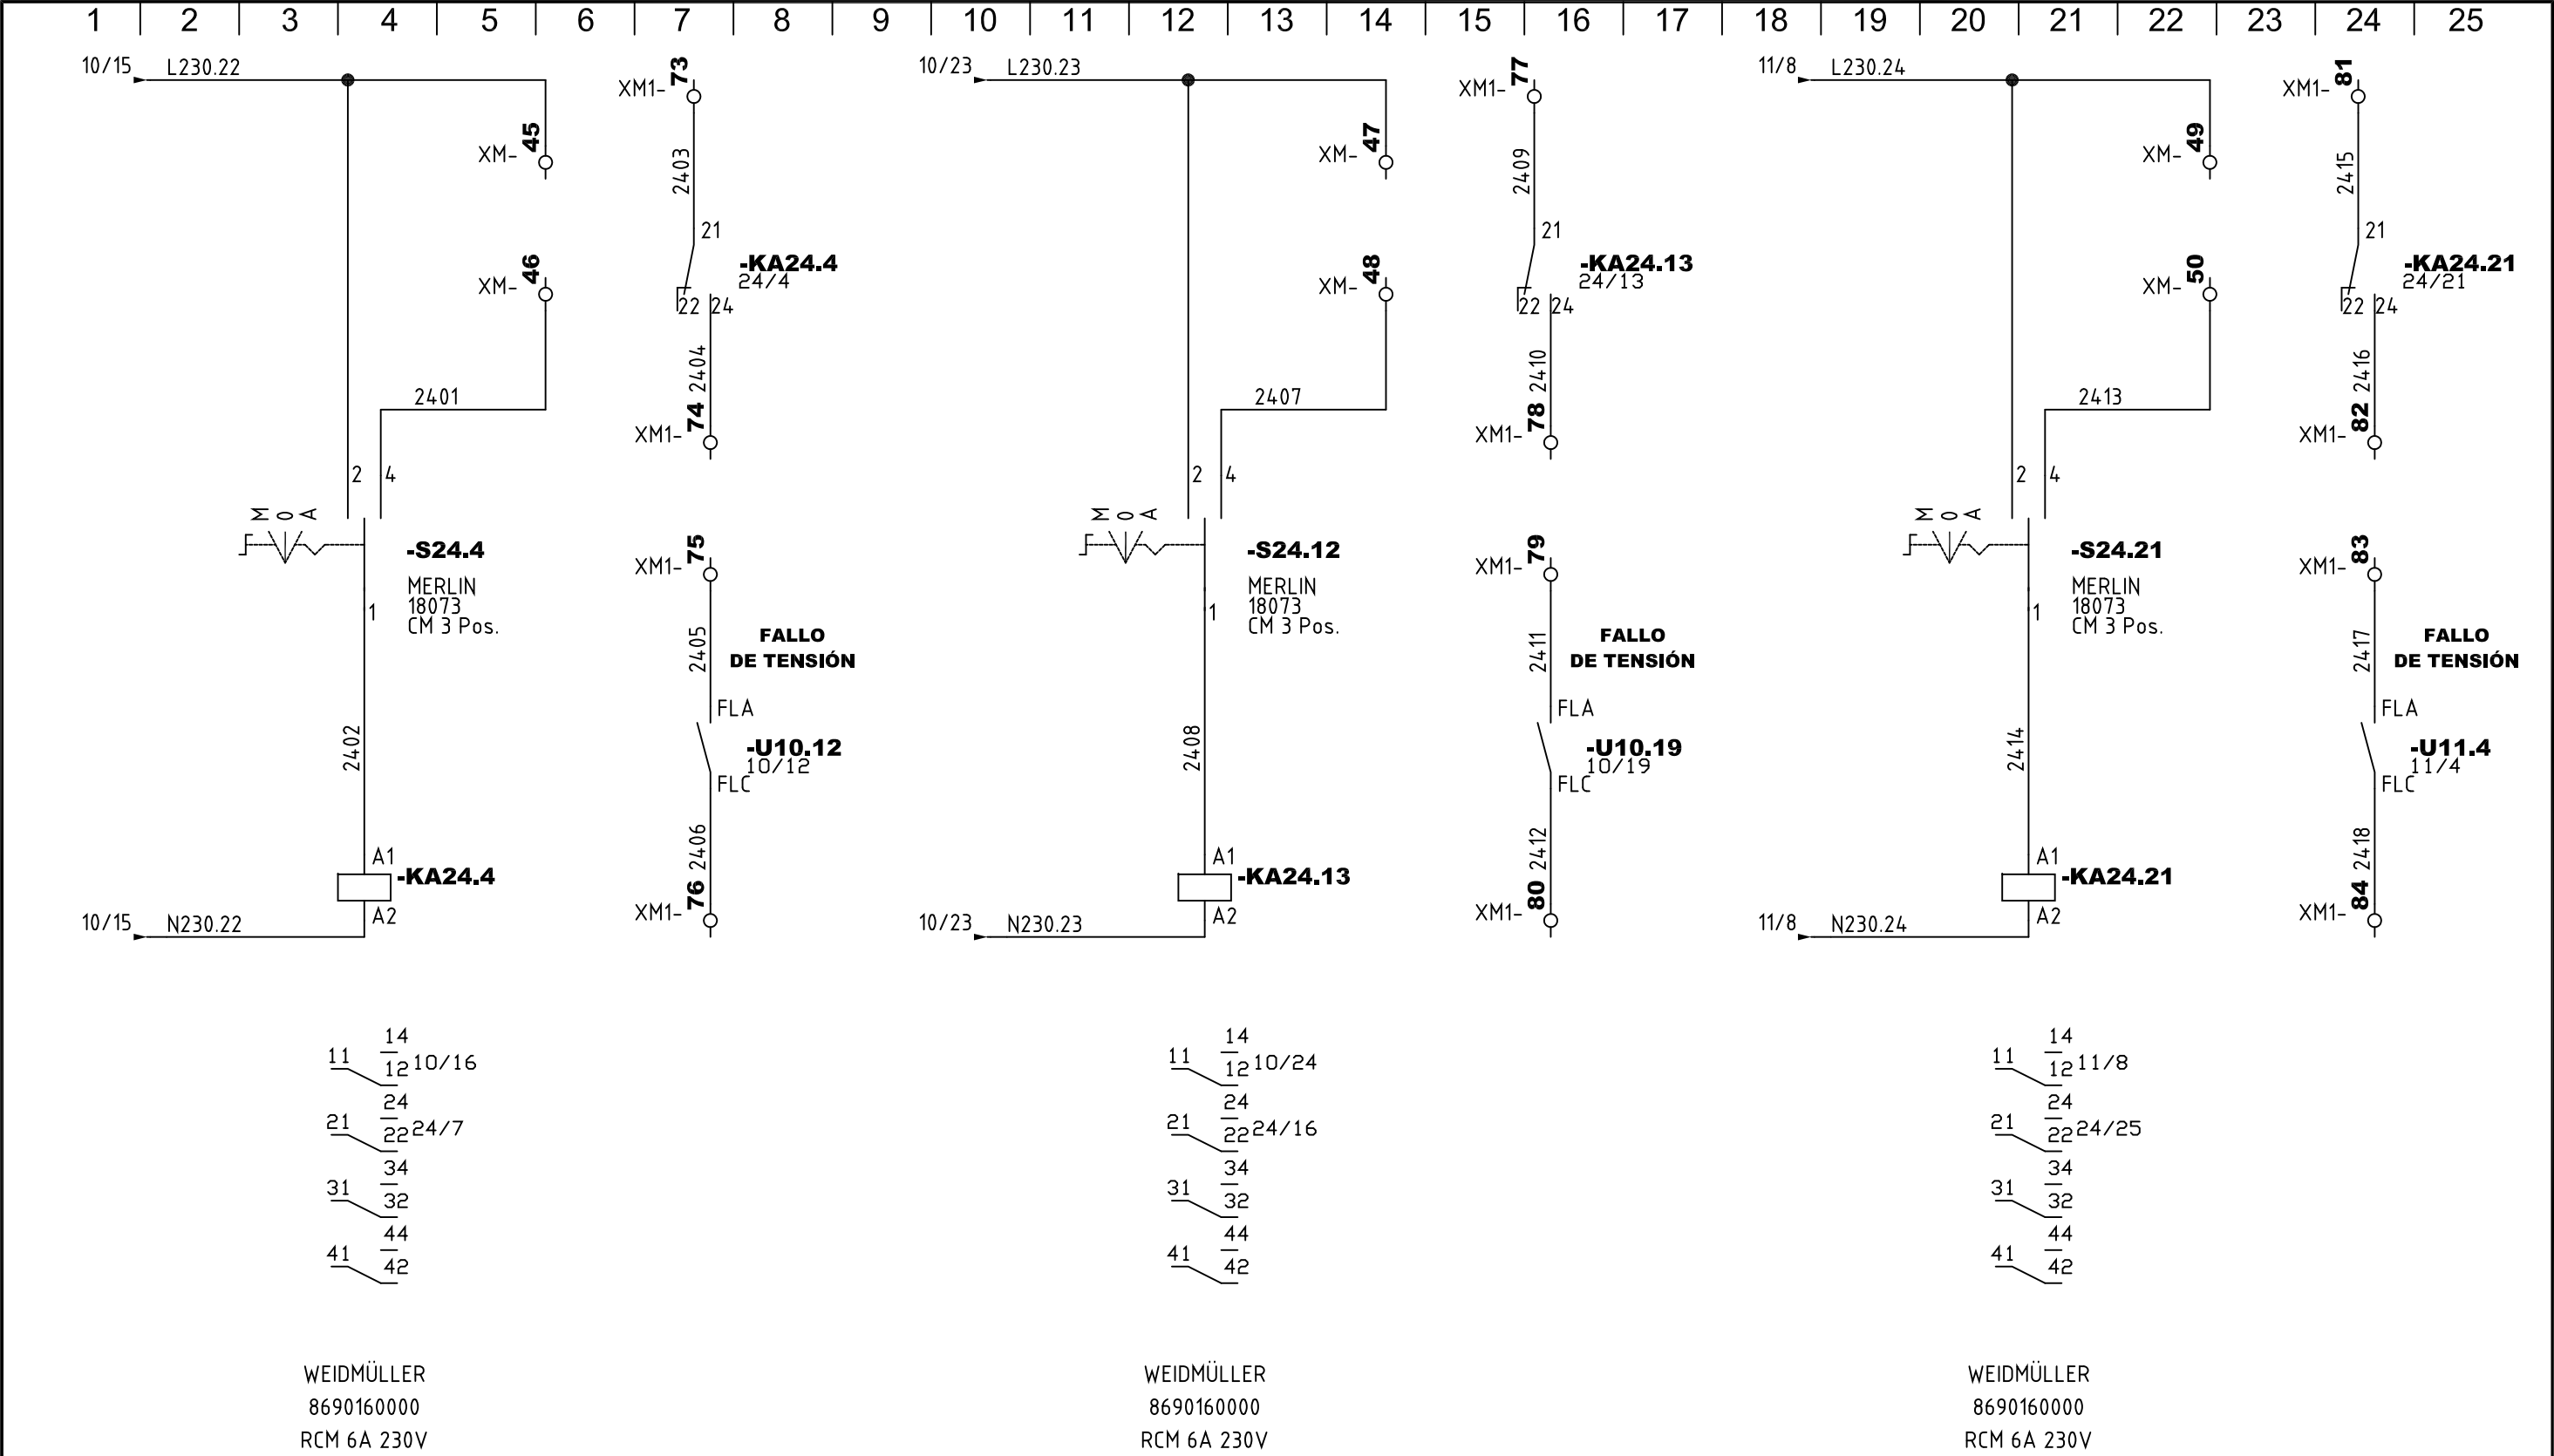 1 2 3 4 5 6 7 8 9 10 11 12 13 14 15 16 17 18 19 20 21 22 23 24 25
10/15 L230.22
XM- 45
XM- 46
2401
2 4
M 0 A
-S24.4
MERLIN
18073
CM 3 Pos.
1
2402
A1
-KA24.4
A2
10/15 N230.22
XM1- 73
2403
21
-KA24.4
24/4
22 24
2404
XM1- 74
XM1- 75
2405
FALLO
DE TENSIÓN
FLA
-U10.12
10/12
FLC
2406
XM1- 76
14
11 12 10/16
24
21 22 24/7
34
31 32
44
41 42
WEIDMÜLLER
8690160000
RCM 6A 230V
10/23 L230.23
XM- 47
XM- 48
2407
2 4
M 0 A
-S24.12
MERLIN
18073
CM 3 Pos.
1
2408
A1
-KA24.13
A2
10/23 N230.23
XM1- 77
2409
21
-KA24.13
24/13
22 24
2410
XM1- 78
XM1- 79
2411
FALLO
DE TENSIÓN
FLA
-U10.19
10/19
FLC
2412
XM1- 80
14
11 12 10/24
24
21 22 24/16
34
31 32
44
41 42
WEIDMÜLLER
8690160000
RCM 6A 230V
11/8 L230.24
XM- 49
XM- 50
2413
2 4
M 0 A
-S24.21
MERLIN
18073
CM 3 Pos.
1
2414
A1
-KA24.21
A2
11/8 N230.24
XM1- 81
2415
21
-KA24.21
24/21
22 24
2416
XM1- 82
XM1- 83
2417
FALLO
DE TENSIÓN
FLA
-U11.4
11/4
FLC
2418
XM1- 84
14
11 12 11/8
24
21 22 24/25
34
31 32
44
41 42
WEIDMÜLLER
8690160000
RCM 6A 230V